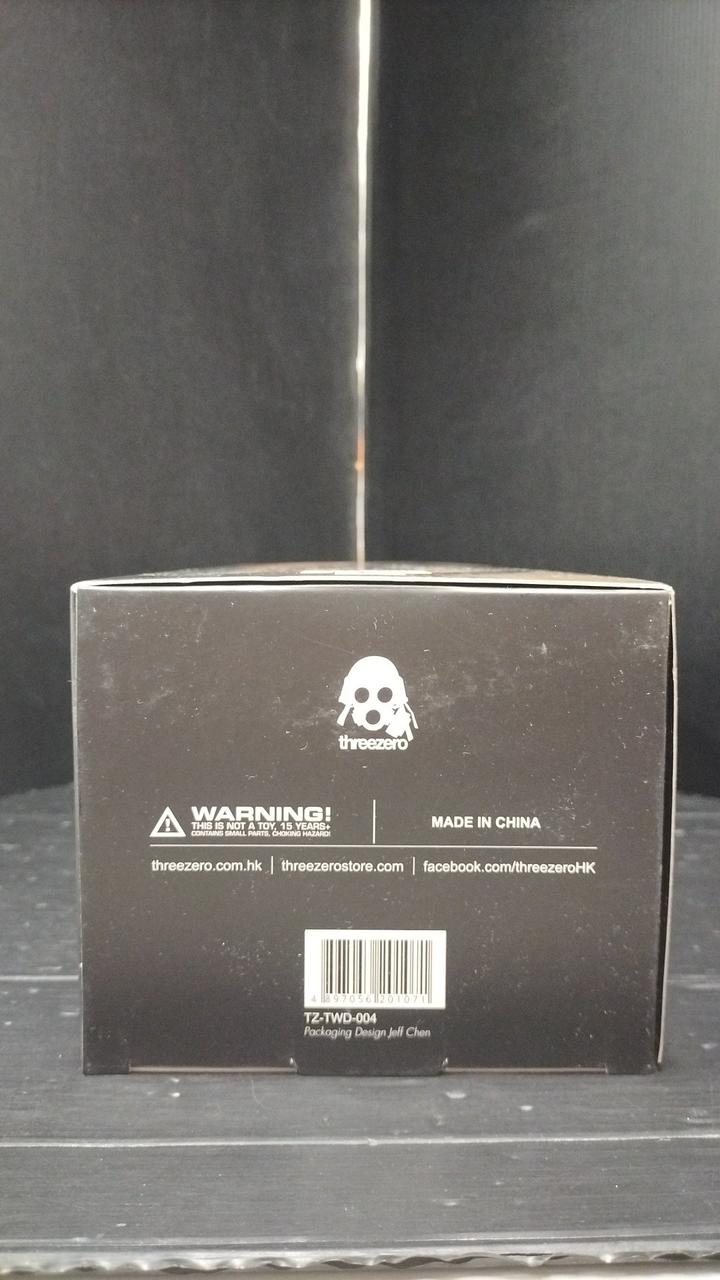 threezero
WARNING!
THIS IS NOT A TOY, 15 YEARS+
CONTAINS SMALL PARTS, CHOKING HAZARD!
MADE IN CHINA
threezero.com.hk | threezerostore.com | facebook.com/threezeroHK
4 897056 201071
TZ-TWD-004
Packaging Design Jeff Chen